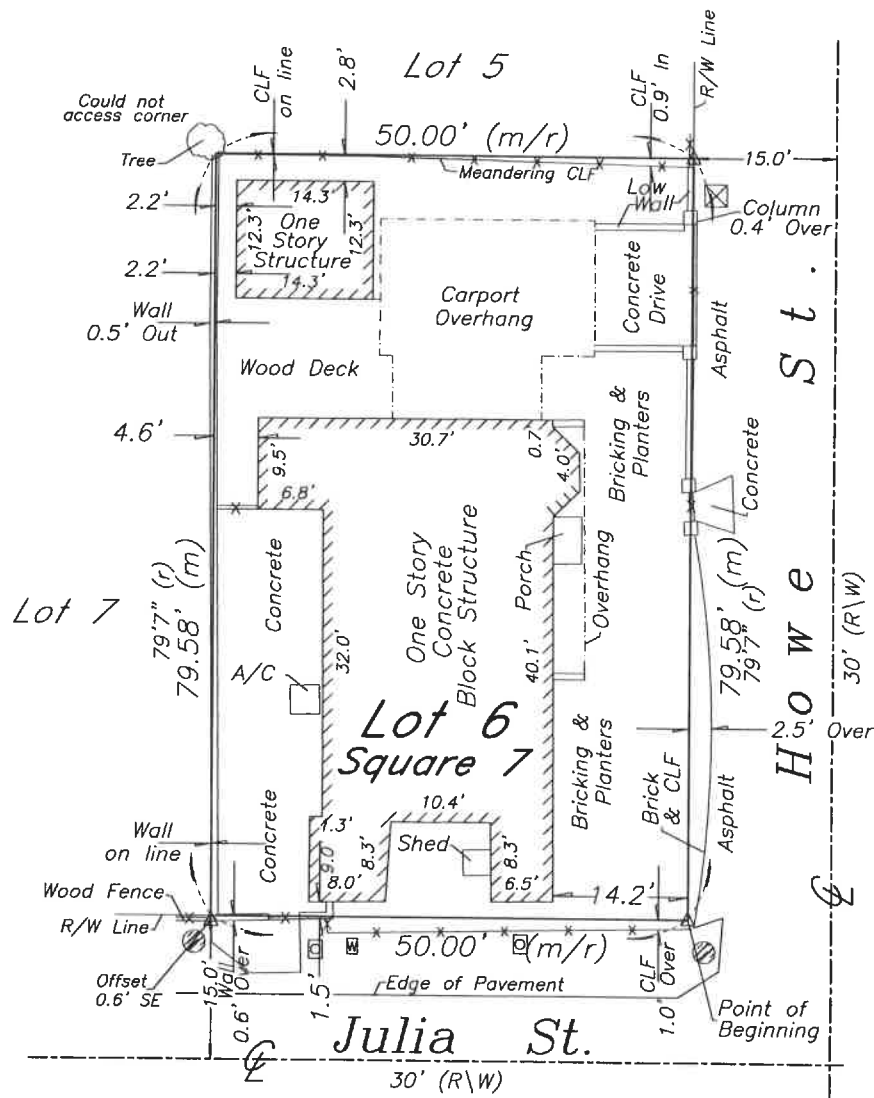 Lot 5
CLF
on line
2.8'
CLF
0.9' In
R/W Line
Could not
access corner
Tree
50.00' (m/r)
Meandering CLF
15.0'
2.2'
14.3'
12.3'
One
Story
Structure
12.3'
14.3'
2.2'
Low
Wall
Column
0.4' Over
Wall
0.5' Out
Carport
Overhang
Concrete
Drive
Asphalt
Wood Deck
Bricking &
Planters
4.6'
30.7'
0.7'
4.0'
9.5'
6.8'
Concrete
Lot 7
79'7" (r)
79.58' (m)
Concrete
One Story
Concrete
Block Structure
Porch
Overhang
79.58' (m)
79'7" (r)
Howe St.
30' (R\W)
A/C
32.0'
40.1'
Lot 6
Square 7
2.5' Over
Bricking &
Planters
Brick
& CLF
Asphalt
Concrete
10.4'
Wall
on line
1.3'
9.0'
8.0'
8.3'
Shed
8.3'
6.5'
14.2'
Wood Fence
R/W Line
W
50.00' (m/r)
Offset
0.6' SE
15.0'
Wall
0.6' Over
1.5'
Edge of Pavement
CLF
1.0' Over
Point of
Beginning
Julia St.
30' (R\W)